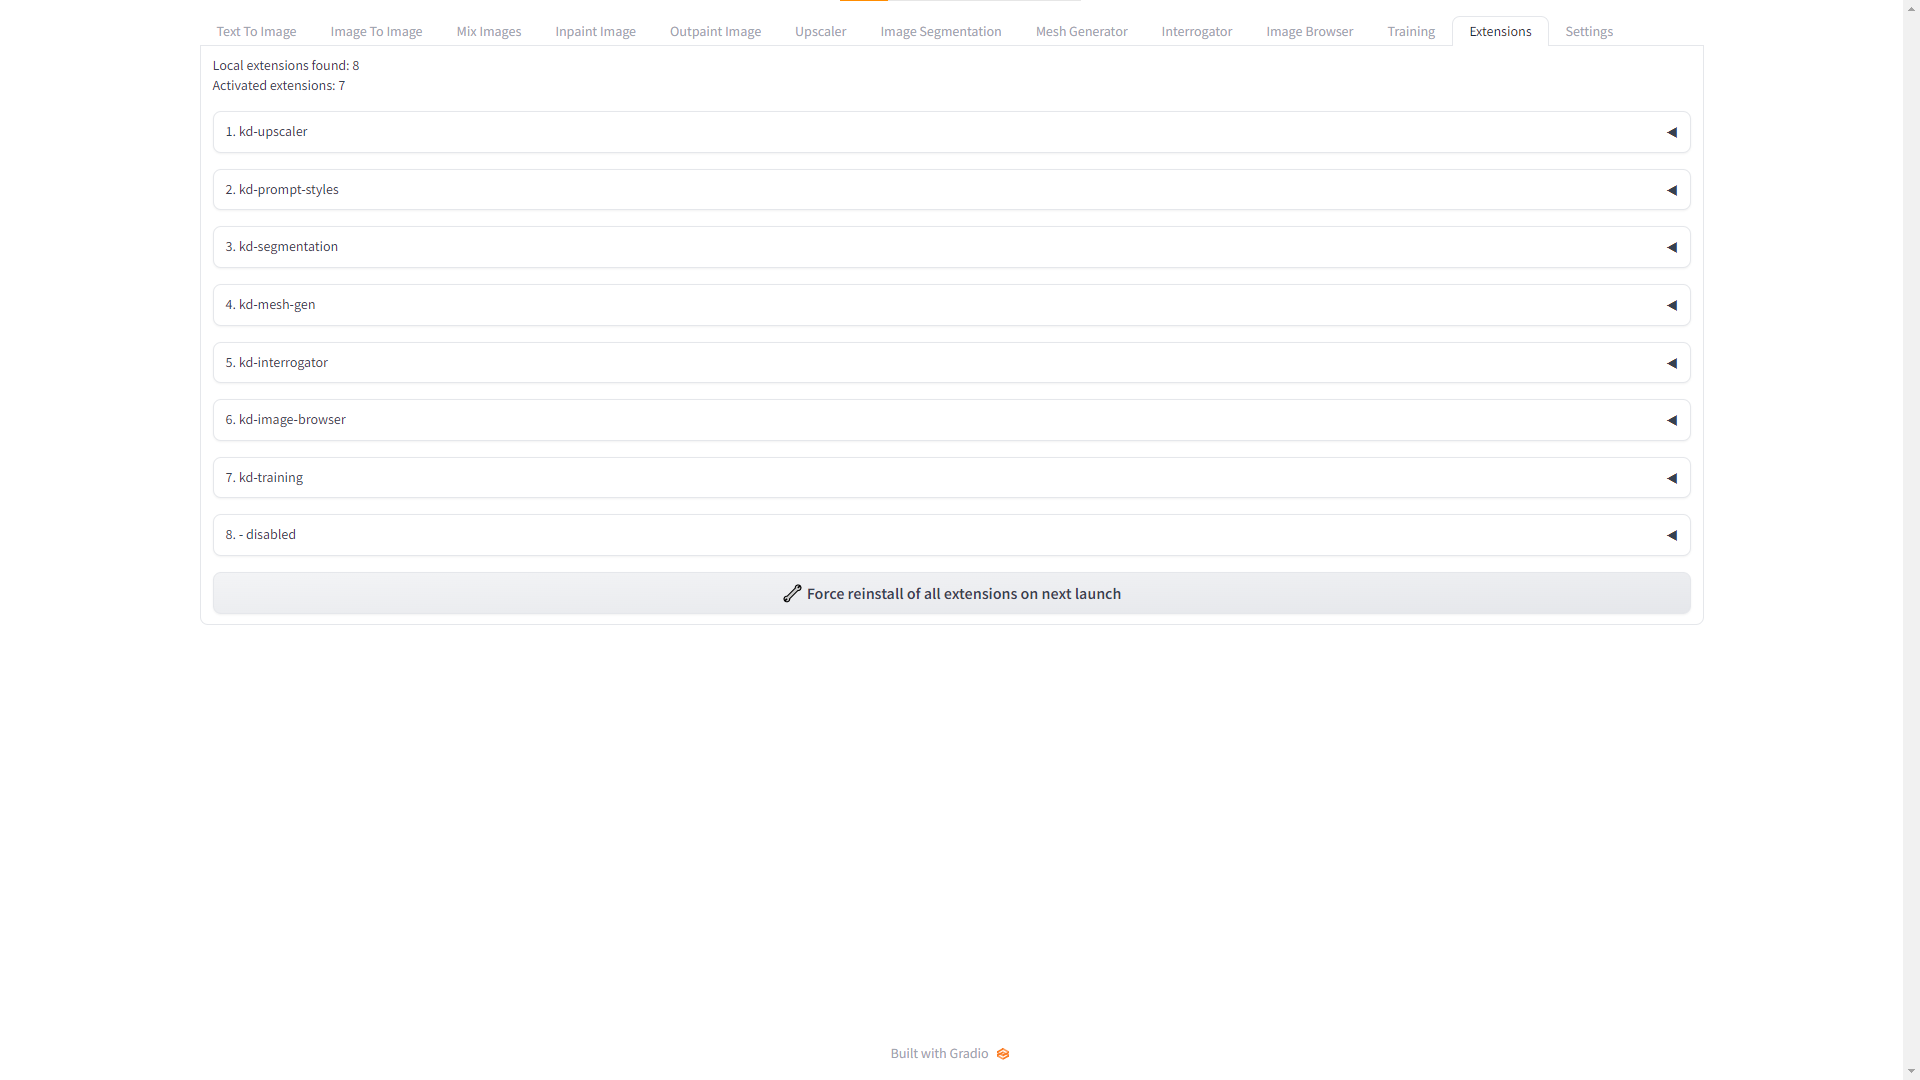 Text To Image Image To Image Mix Images Inpaint Image Outpaint Image Upscaler Image Segmentation Mesh Generator Interrogator Image Browser Training Extensions Settings
Local extensions found: 8
Activated extensions: 7
1. kd-upscaler
2. kd-prompt-styles
3. kd-segmentation
4. kd-mesh-gen
5. kd-interrogator
6. kd-image-browser
7. kd-training
8. - disabled
Force reinstall of all extensions on next launch
Built with Gradio